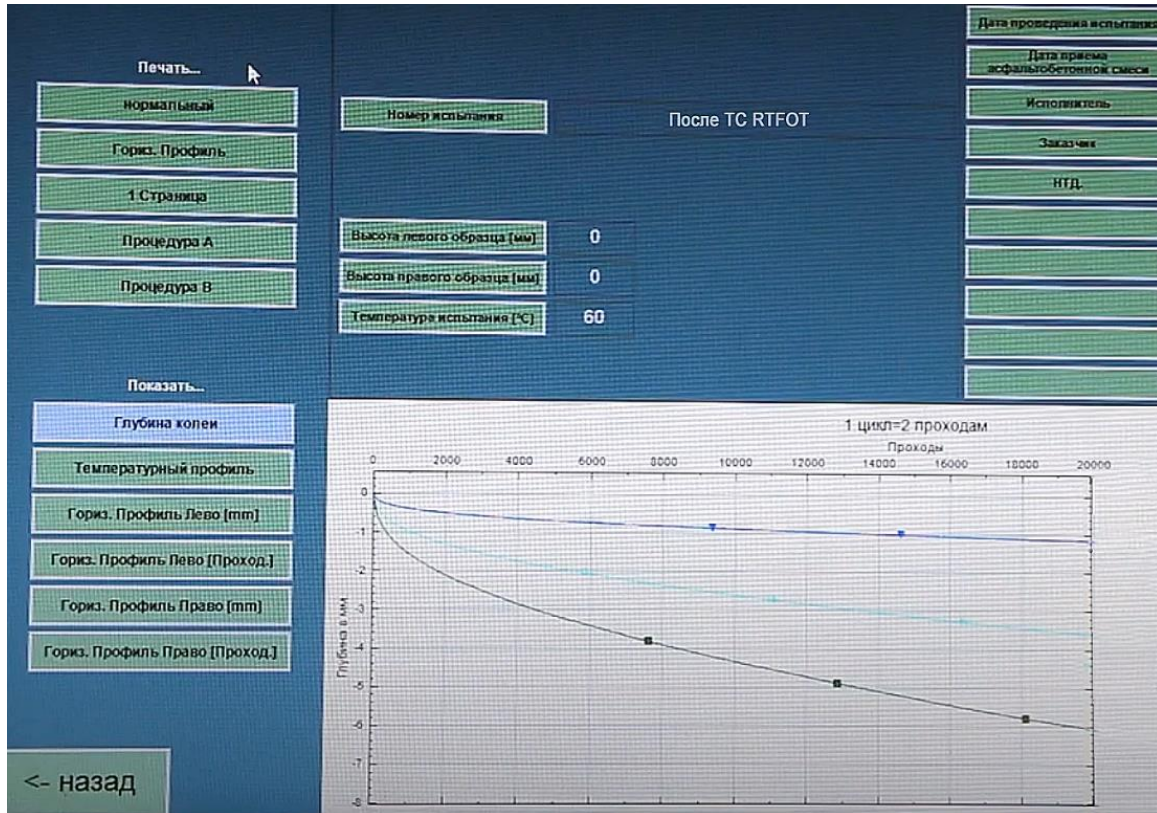 Печать...
нормальный
Гориз. Профиль
1 Страница
Процедура А
Процедура В
Номер испытания
После ТС RTFOT
Высота левого образца [мм]
0
Высота правого образца [мм]
0
Температура испытания [°C]
60
Дата проведения испытания
Дата приема
асфальтобетонной смеси
Исполнитель
Заказчик
НТД.
Показать...
Глубина колеи
Температурный профиль
Гориз. Профиль Лево [mm]
Гориз. Профиль Лево [Проход.]
Гориз. Профиль Право [mm]
Гориз. Профиль Право [Проход.]
<- назад
1 цикл=2 проходам
Проходы
0 2000 4000 6000 8000 10000 12000 14000 16000 18000 20000
Глубина в мм
0
-1
-2
-3
-4
-5
-6
-7
-8